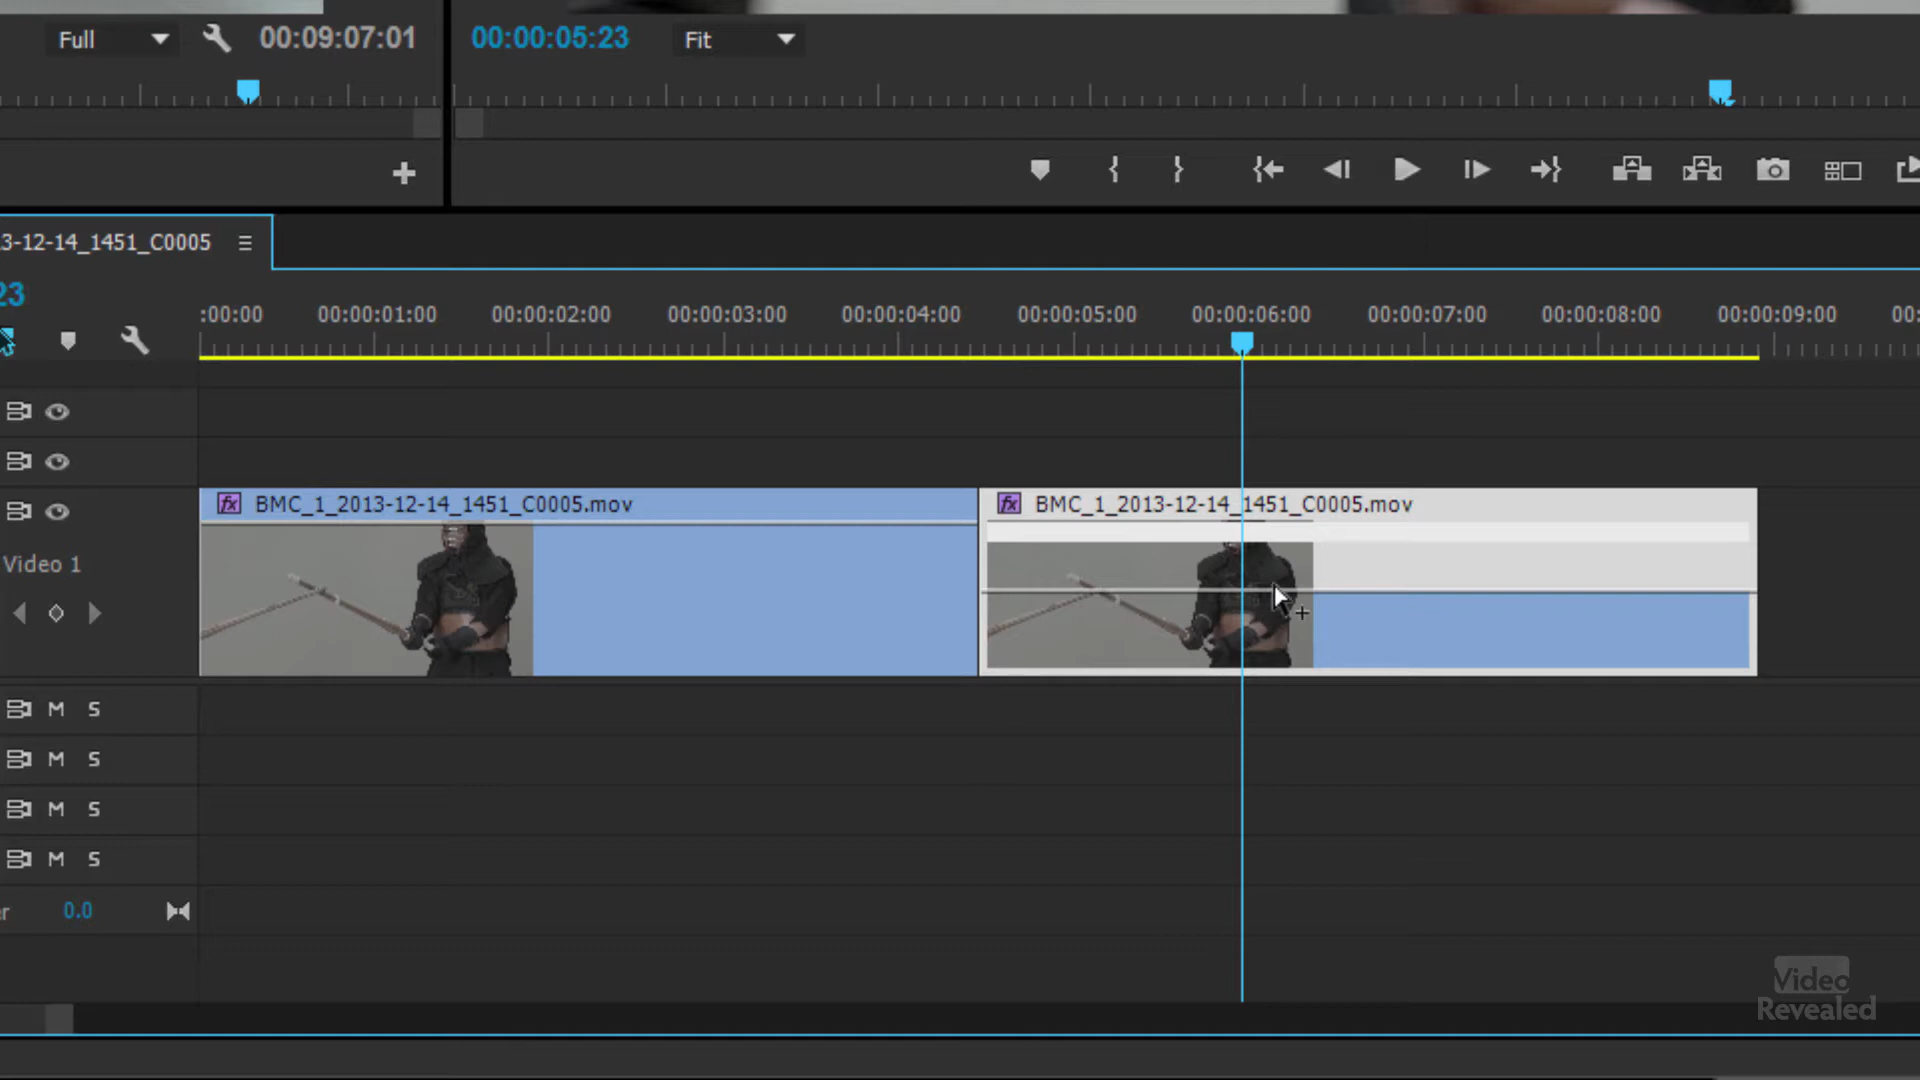 Full 00:09:07:01 00:00:05:23 Fit
3-12-14_1451_C0005
23
:00:00 00:00:01:00 00:00:02:00 00:00:03:00 00:00:04:00 00:00:05:00 00:00:06:00 00:00:07:00 00:00:08:00 00:00:09:00 00:
fx BMC_1_2013-12-14_1451_C0005.mov fx BMC_1_2013-12-14_1451_C0005.mov
Video 1
M S
M S
M S
M S
r 0.0
Video
Revealed